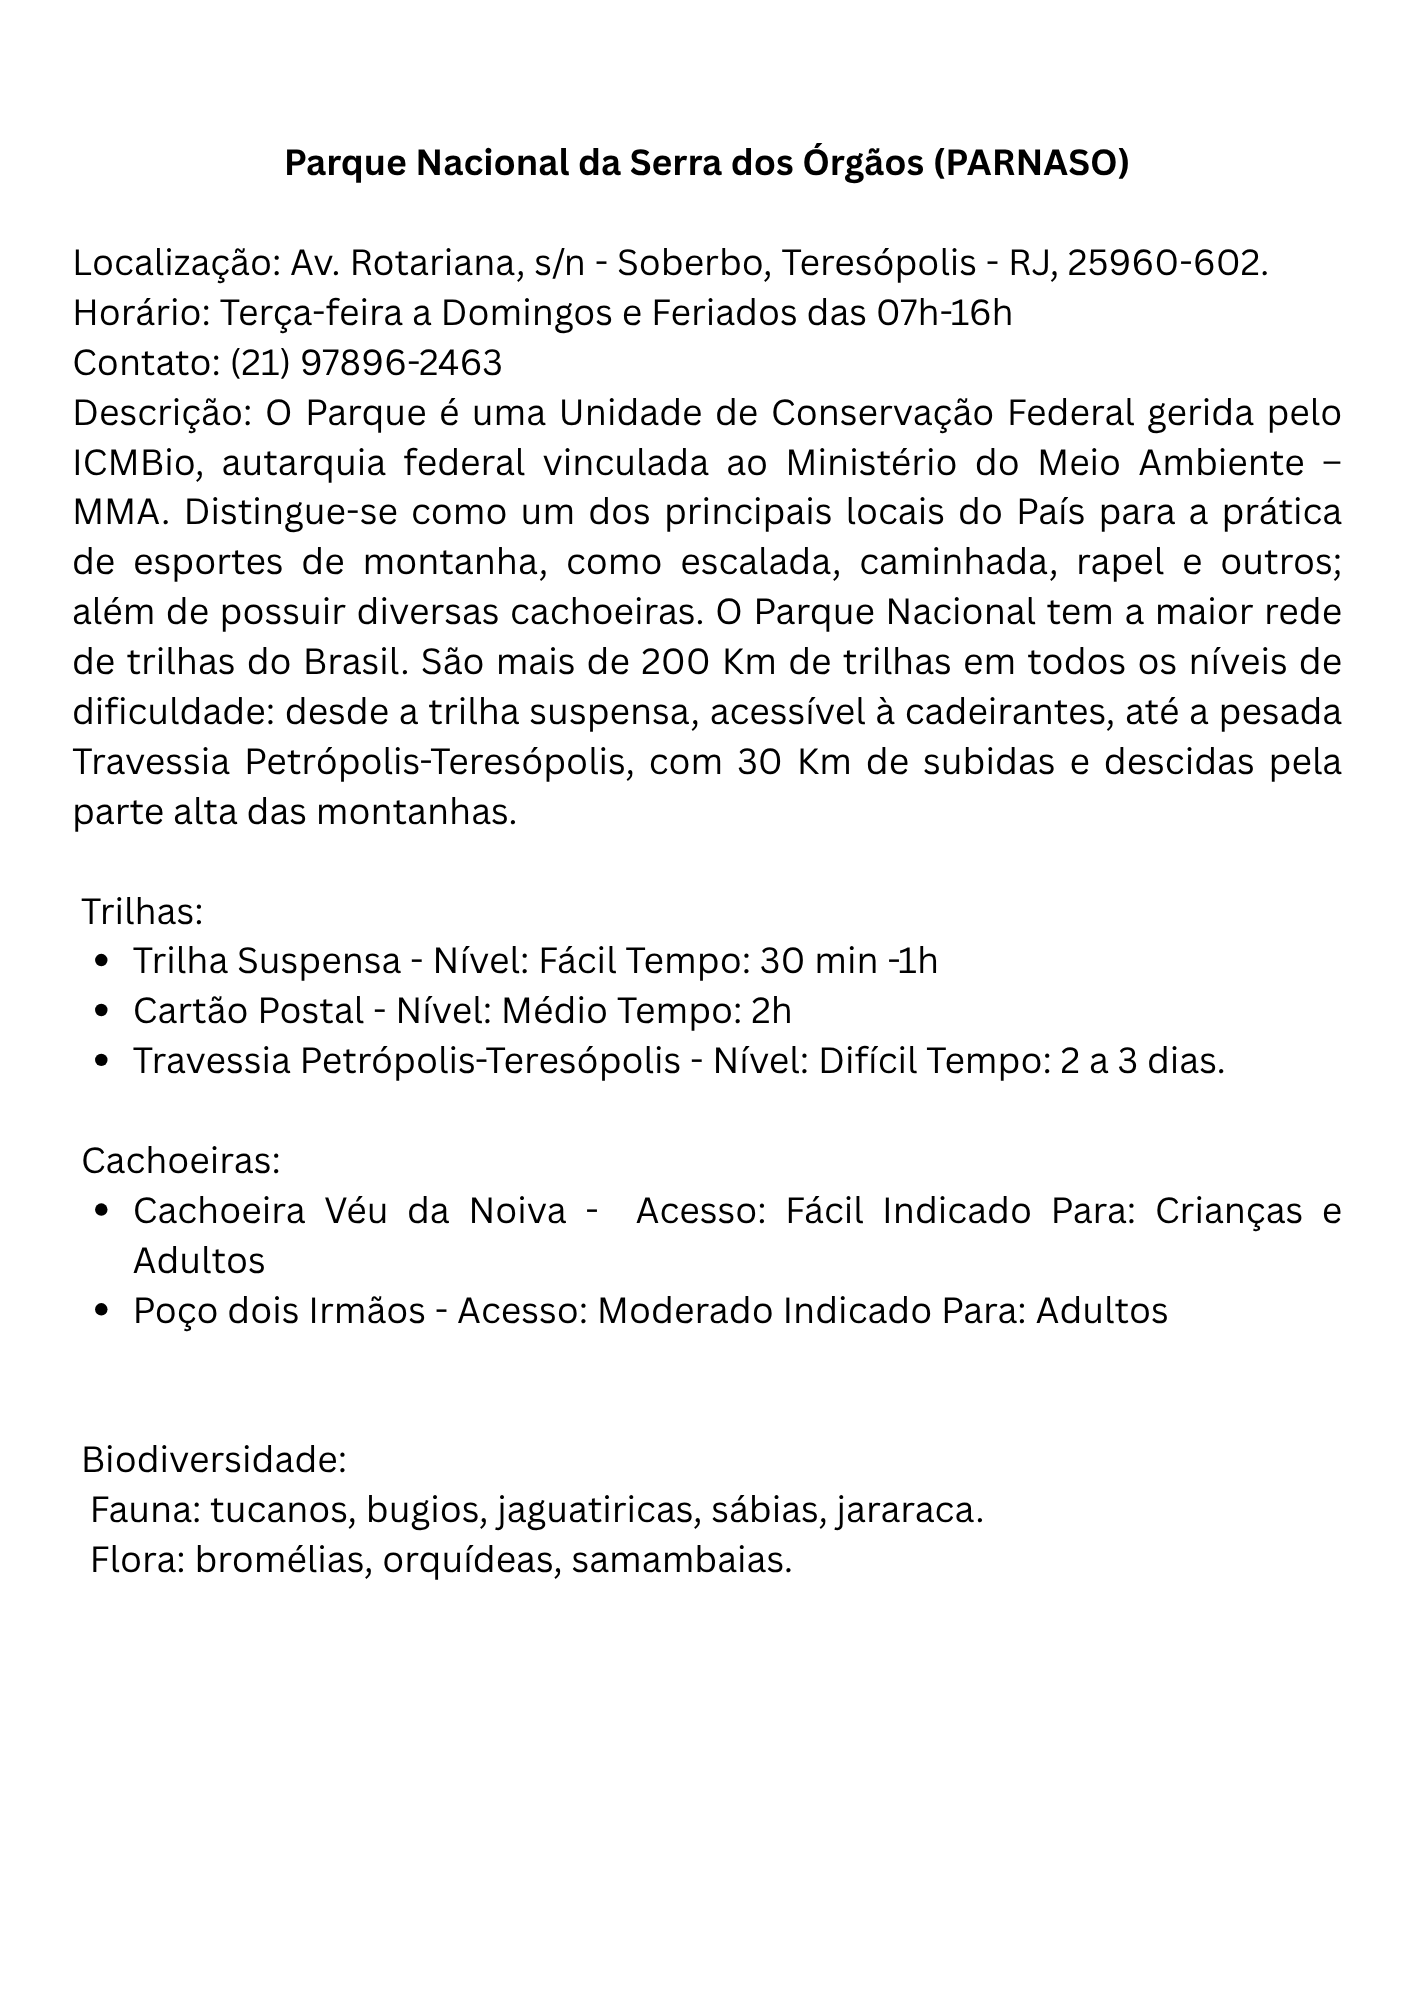 Parque Nacional da Serra dos Órgãos (PARNASO)
Localização: Av. Rotariana, s/n - Soberbo, Teresópolis - RJ, 25960-602.
Horário: Terça-feira a Domingos e Feriados das 07h-16h
Contato: (21) 97896-2463
Descrição: O Parque é uma Unidade de Conservação Federal gerida pelo
ICMBio, autarquia federal vinculada ao Ministério do Meio Ambiente –
MMA. Distingue-se como um dos principais locais do País para a prática
de esportes de montanha, como escalada, caminhada, rapel e outros;
além de possuir diversas cachoeiras. O Parque Nacional tem a maior rede
de trilhas do Brasil. São mais de 200 Km de trilhas em todos os níveis de
dificuldade: desde a trilha suspensa, acessível à cadeirantes, até a pesada
Travessia Petrópolis-Teresópolis, com 30 Km de subidas e descidas pela
parte alta das montanhas.
Trilhas:
• Trilha Suspensa - Nível: Fácil Tempo: 30 min -1h
• Cartão Postal - Nível: Médio Tempo: 2h
• Travessia Petrópolis-Teresópolis - Nível: Difícil Tempo: 2 a 3 dias.
Cachoeiras:
• Cachoeira Véu da Noiva - Acesso: Fácil Indicado Para: Crianças e
Adultos
• Poço dois Irmãos - Acesso: Moderado Indicado Para: Adultos
Biodiversidade:
Fauna: tucanos, bugios, jaguatiricas, sábias, jararaca.
Flora: bromélias, orquídeas, samambaias.